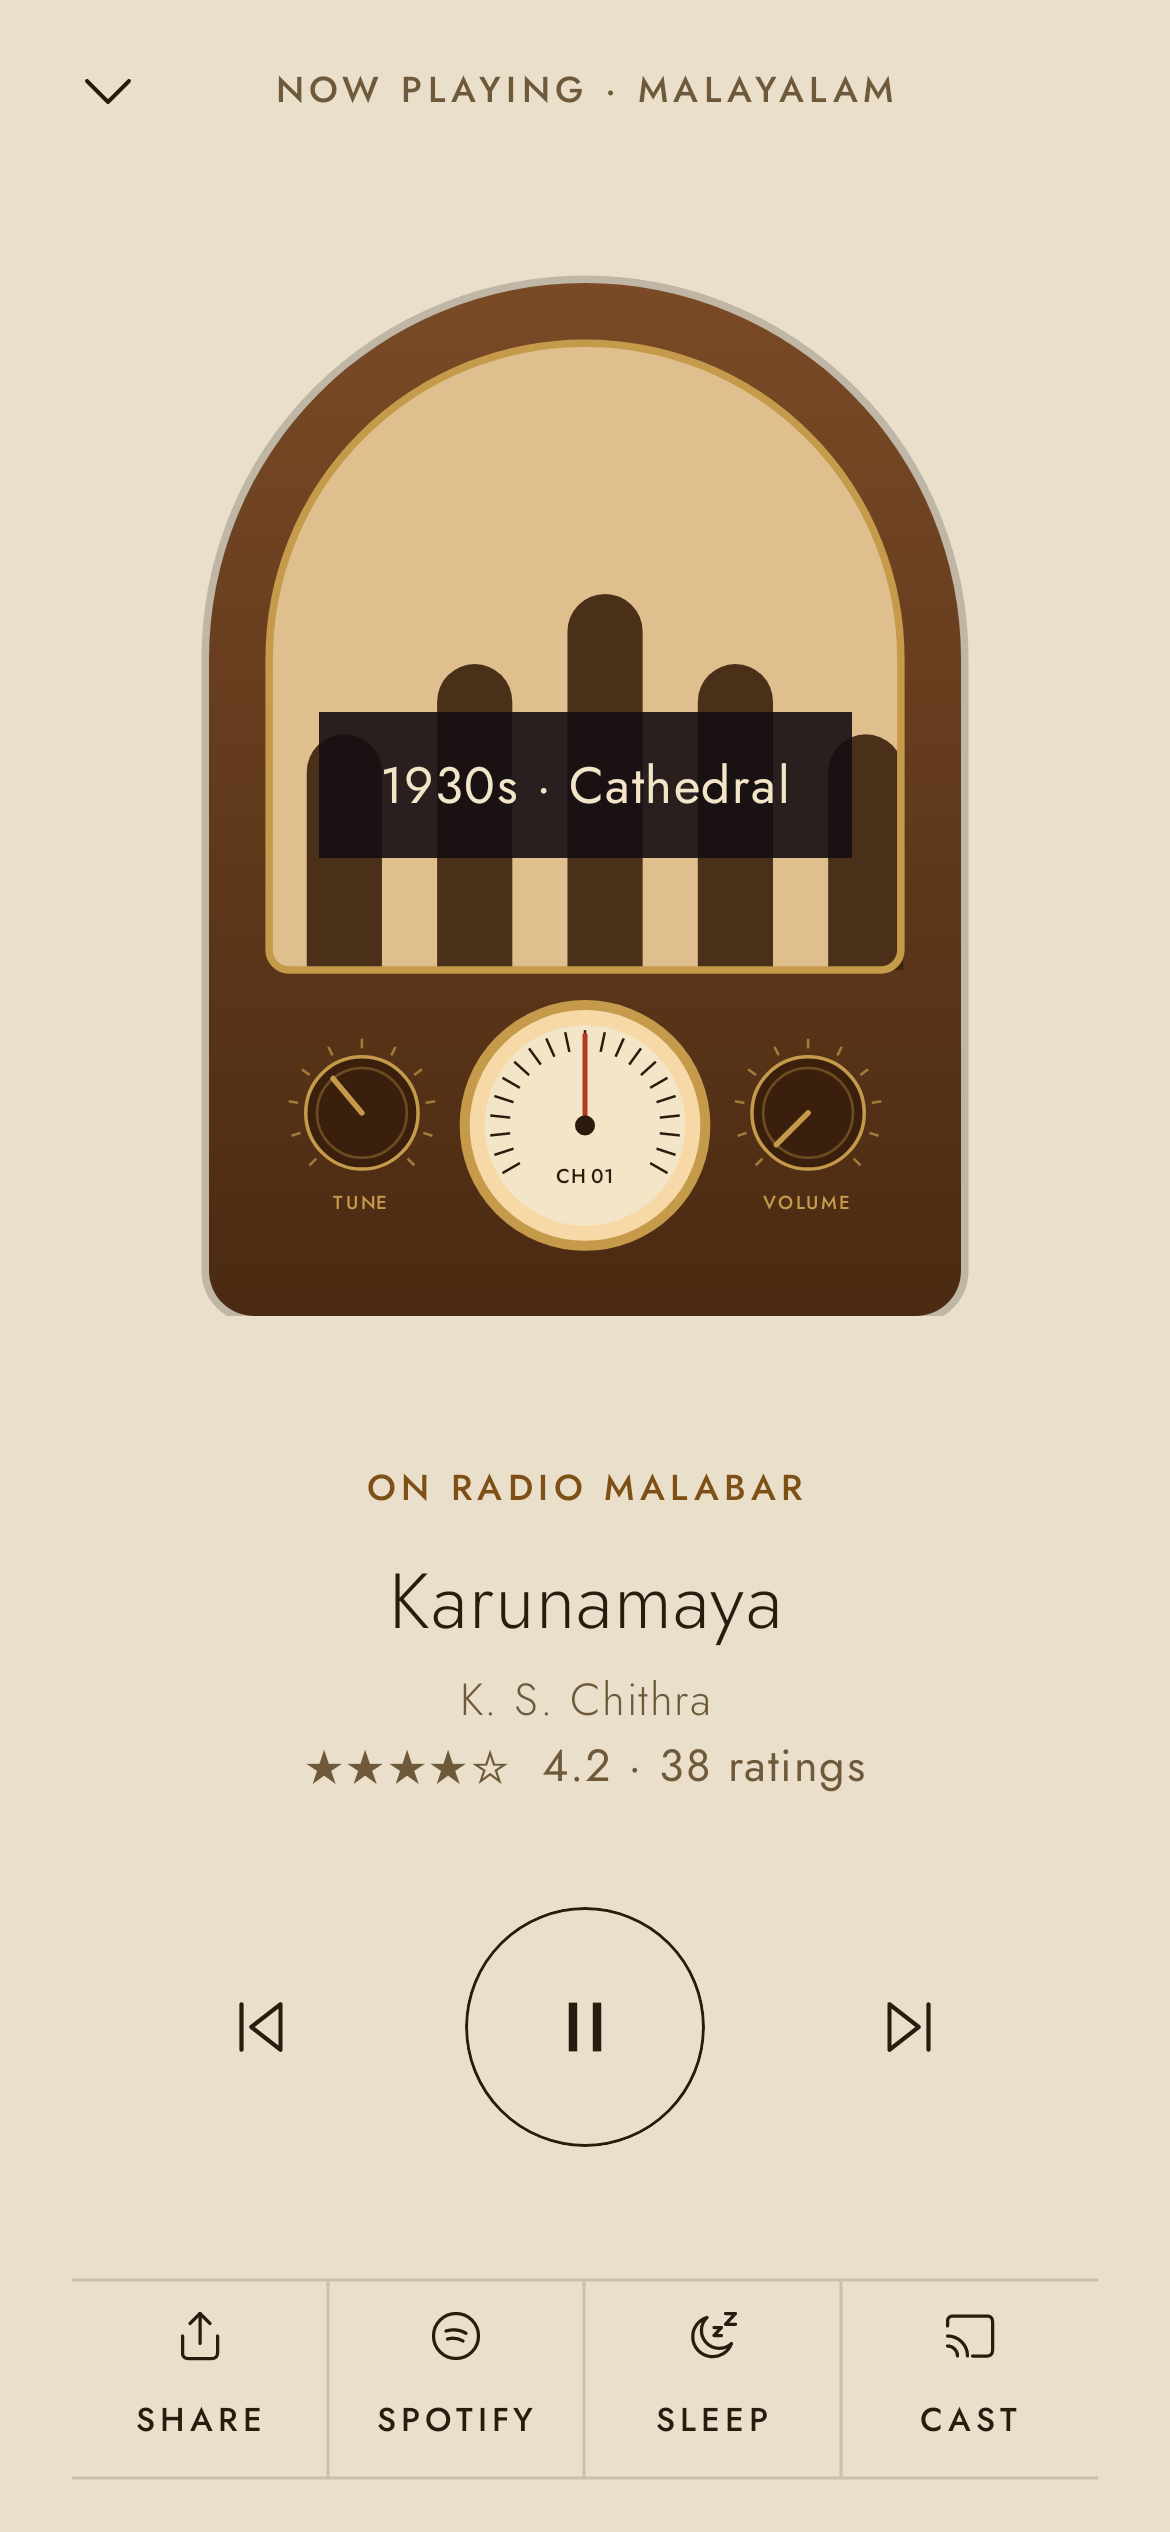 NOW PLAYING · MALAYALAM
1930s · Cathedral
CH 01
TUNE
VOLUME
ON RADIO MALABAR
Karunamaya
K. S. Chithra
★★★★☆ 4.2 · 38 ratings
SHARE
SPOTIFY
SLEEP
CAST